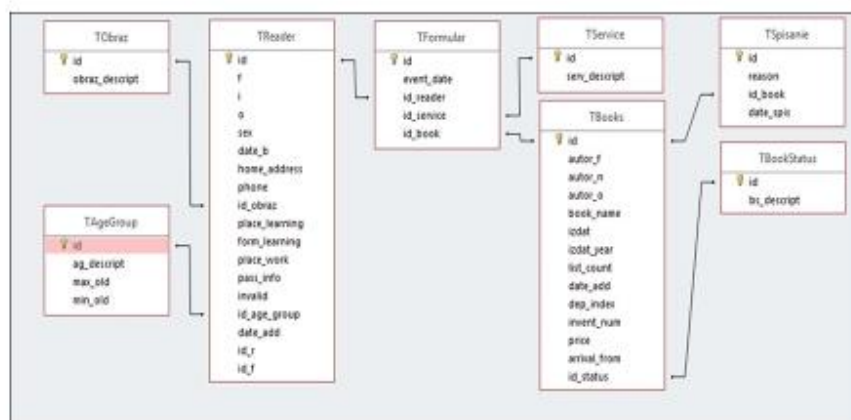 TObraz
id
obraz_descript
TAgeGroup
id
ag_descript
max_old
min_old
TReader
id
f
i
o
sex
date_b
home_address
phone
id_obraz
place_learning
form_learning
place_work
pass_info
invalid
id_age_group
date_add
id_r
id_f
TFormular
id
event_date
id_reader
id_service
id_book
TService
id
serv_descript
TBooks
id
autor_f
autor_n
autor_o
book_name
izdat
izdat_year
list_count
date_add
dep_index
invent_num
price
arrival_from
id_status
TSpisanie
id
reason
id_book
date_spis
TBookStatus
id
bs_descript